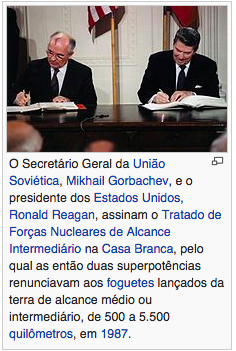 O Secretário Geral da União
Soviética, Mikhail Gorbachev, e o
presidente dos Estados Unidos,
Ronald Reagan, assinam o Tratado de
Forças Nucleares de Alcance
Intermediário na Casa Branca, pelo
qual as então duas superpotências
renunciavam aos foguetes lançados da
terra de alcance médio ou
intermediário, de 500 a 5.500
quilômetros, em 1987.